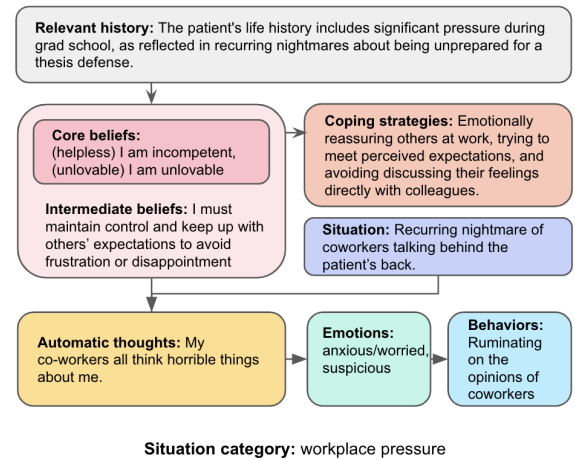 Relevant history: The patient's life history includes significant pressure during
grad school, as reflected in recurring nightmares about being unprepared for a
thesis defense.
Core beliefs:
(helpless) I am incompetent,
(unlovable) I am unlovable
Intermediate beliefs: I must
maintain control and keep up with
others' expectations to avoid
frustration or disappointment
Coping strategies: Emotionally
reassuring others at work, trying to
meet perceived expectations, and
avoiding discussing their feelings
directly with colleagues.
Situation: Recurring nightmare of
coworkers talking behind the
patient's back.
Automatic thoughts: My
co-workers all think horrible things
about me.
Emotions:
anxious/worried,
suspicious
Behaviors:
Ruminating
on the
opinions of
coworkers
Situation category: workplace pressure